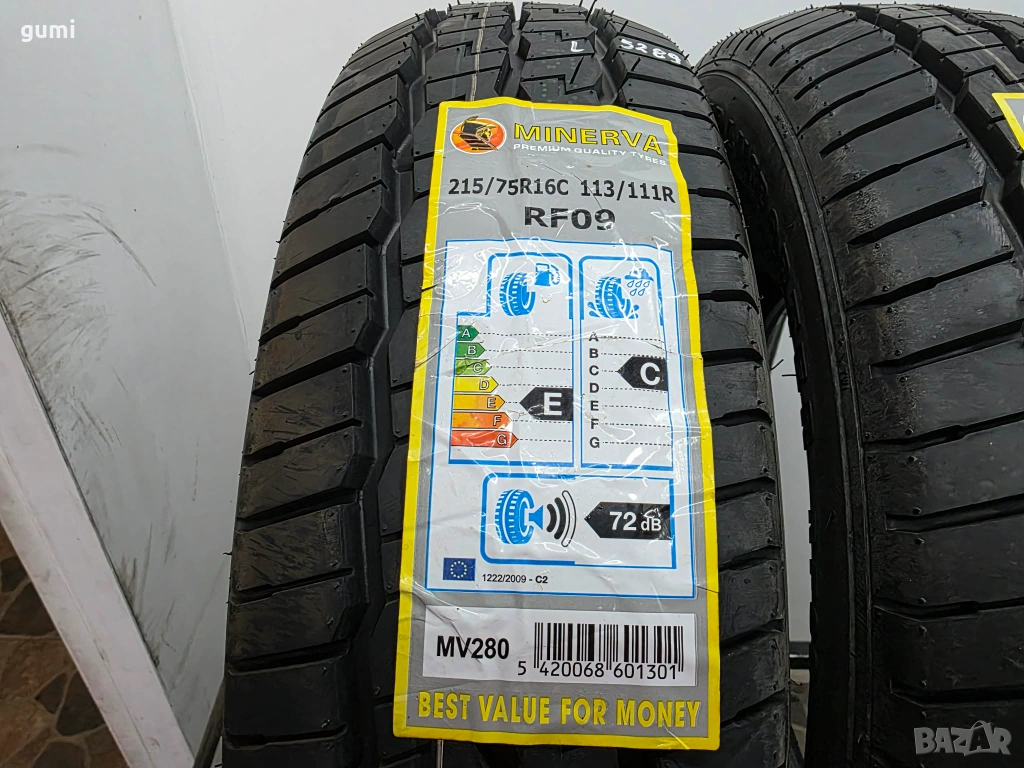 gumi
L 5289
MINERVA
PREMIUM QUALITY TYRES
215/75R16C 113/111R
RF09
A
B
C
D
E
F
G
E
A
B
C
D
E
F
G
C
72 dB
1222/2009 - C2
MV280
5 420068 601301
BEST VALUE FOR MONEY
BAZAR